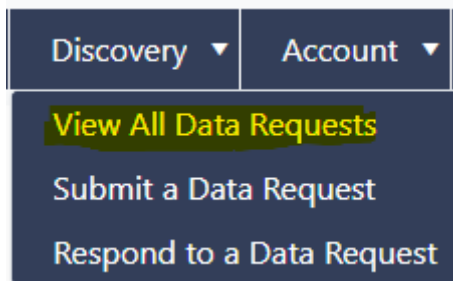 Discovery ▼ Account ▼
View All Data Requests
Submit a Data Request
Respond to a Data Request